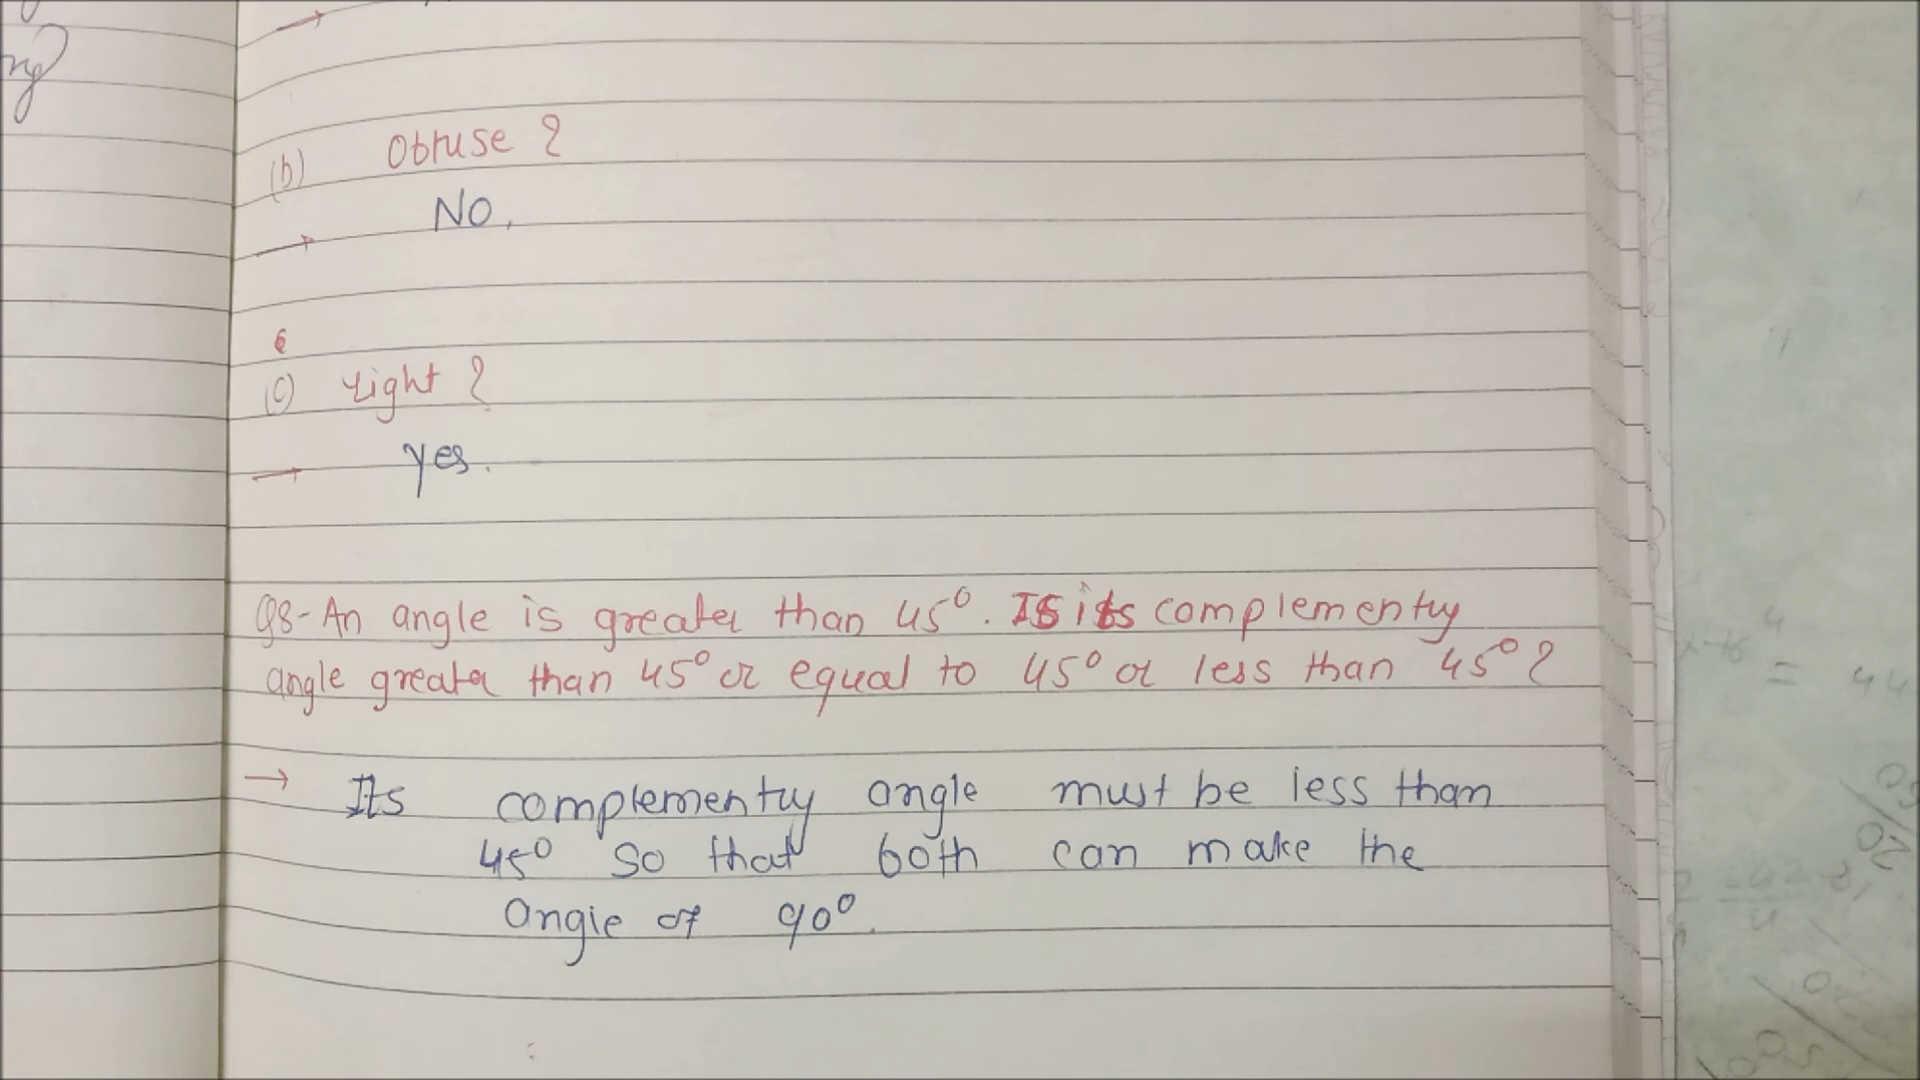 (b) Obtuse ?
→ NO.
(c) right ?
→ Yes.
Q8- An angle is greater than 45°. Is its complementy
angle greater than 45° or equal to 45° or less than 45° ?
→ Its complementy angle must be less than
45° so that both can make the
angle of 90°.